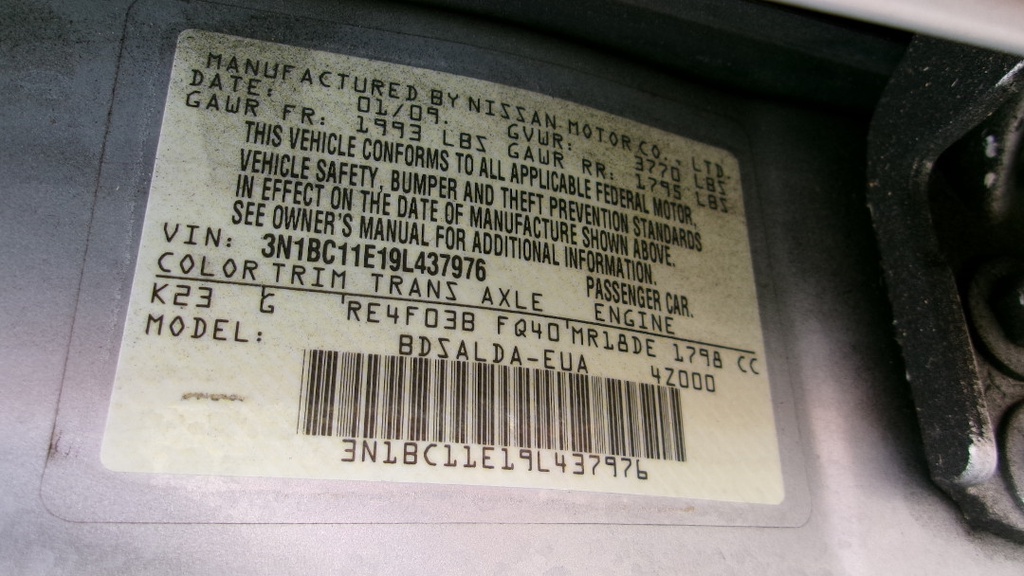 MANUFACTURED BY NISSAN MOTOR CO., LTD.
DATE: 01/09. GVWR: 3770 LBS
GAWR FR: 1993 LBS GAWR RR: 1795 LBS
THIS VEHICLE CONFORMS TO ALL APPLICABLE FEDERAL MOTOR
VEHICLE SAFETY, BUMPER AND THEFT PREVENTION STANDARDS
IN EFFECT ON THE DATE OF MANUFACTURE SHOWN ABOVE.
SEE OWNER'S MANUAL FOR ADDITIONAL INFORMATION.
VIN: 3N1BC11E19L437976 PASSENGER CAR.
COLOR TRIM TRANS AXLE ENGINE
K23 G RE4F03B FQ40 MR18DE 1798 CC
MODEL: BDSALDA-EUA 4Z000
3N1BC11E19L437976